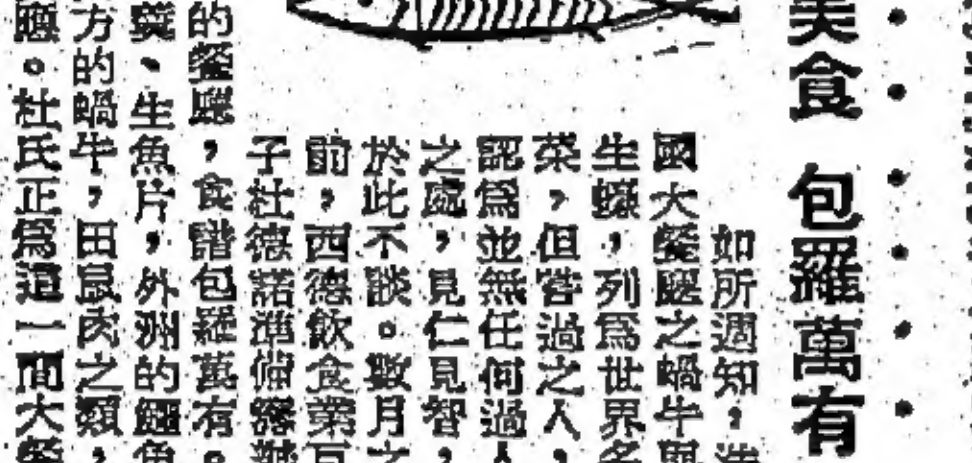 美食 包羅萬有
如所週知，法
國大餐廳之蝸牛與
生蠔，列爲世界名
菜，但嘗過之人，
認爲並無任何過人
之處，見仁見智，
於此不談。數月之
前，西德飲食業巨
子杜德諾準備籌
的餐廳，食譜包羅萬有。
、生魚片，外洲的鱷魚
方的蝸牛，田鼠肉之類，
應。杜氏正爲這一間大餐